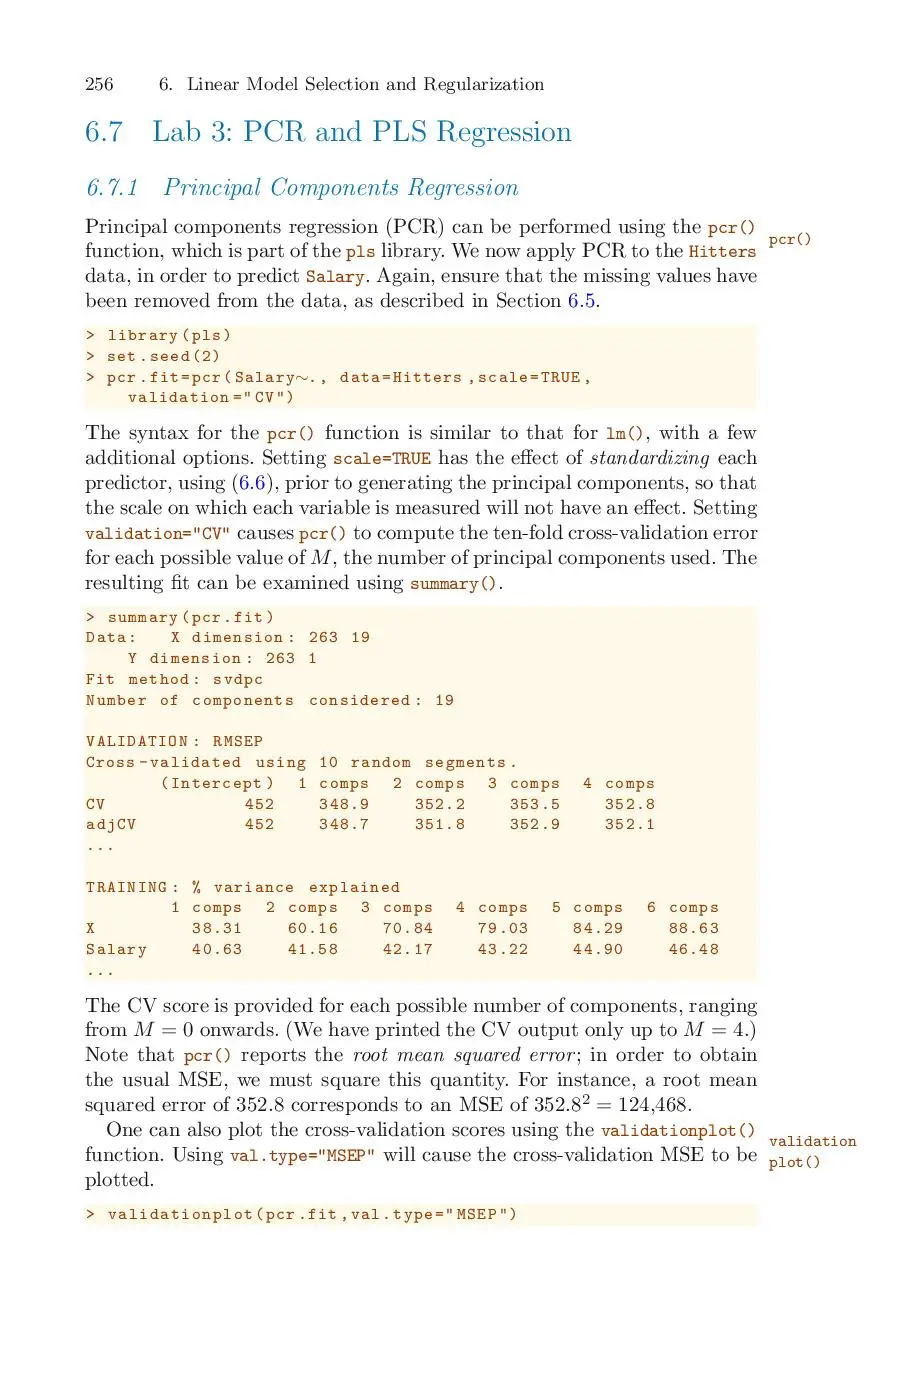 256 6. Linear Model Selection and Regularization
6.7 Lab 3: PCR and PLS Regression
6.7.1 Principal Components Regression
Principal components regression (PCR) can be performed using the pcr()
pcr()
function, which is part of the pls library. We now apply PCR to the Hitters
data, in order to predict Salary. Again, ensure that the missing values have
been removed from the data, as described in Section 6.5.
> library(pls)
> set.seed(2)
> pcr.fit=pcr(Salary∼., data=Hitters,scale=TRUE,
validation="CV")
The syntax for the pcr() function is similar to that for lm(), with a few
additional options. Setting scale=TRUE has the effect of standardizing each
predictor, using (6.6), prior to generating the principal components, so that
the scale on which each variable is measured will not have an effect. Setting
validation="CV" causes pcr() to compute the ten-fold cross-validation error
for each possible value of M, the number of principal components used. The
resulting fit can be examined using summary().
> summary(pcr.fit)
Data: X dimension: 263 19
Y dimension: 263 1
Fit method: svdpc
Number of components considered: 19
VALIDATION: RMSEP
Cross-validated using 10 random segments.
(Intercept) 1 comps 2 comps 3 comps 4 comps
CV 452 348.9 352.2 353.5 352.8
adjCV 452 348.7 351.8 352.9 352.1
...
TRAINING: % variance explained
1 comps 2 comps 3 comps 4 comps 5 comps 6 comps
X 38.31 60.16 70.84 79.03 84.29 88.63
Salary 40.63 41.58 42.17 43.22 44.90 46.48
...
The CV score is provided for each possible number of components, ranging
from M = 0 onwards. (We have printed the CV output only up to M = 4.)
Note that pcr() reports the root mean squared error; in order to obtain
the usual MSE, we must square this quantity. For instance, a root mean
squared error of 352.8 corresponds to an MSE of 352.8² = 124,468.
One can also plot the cross-validation scores using the validationplot()
validation
plot()
function. Using val.type="MSEP" will cause the cross-validation MSE to be
plotted.
> validationplot(pcr.fit,val.type="MSEP")